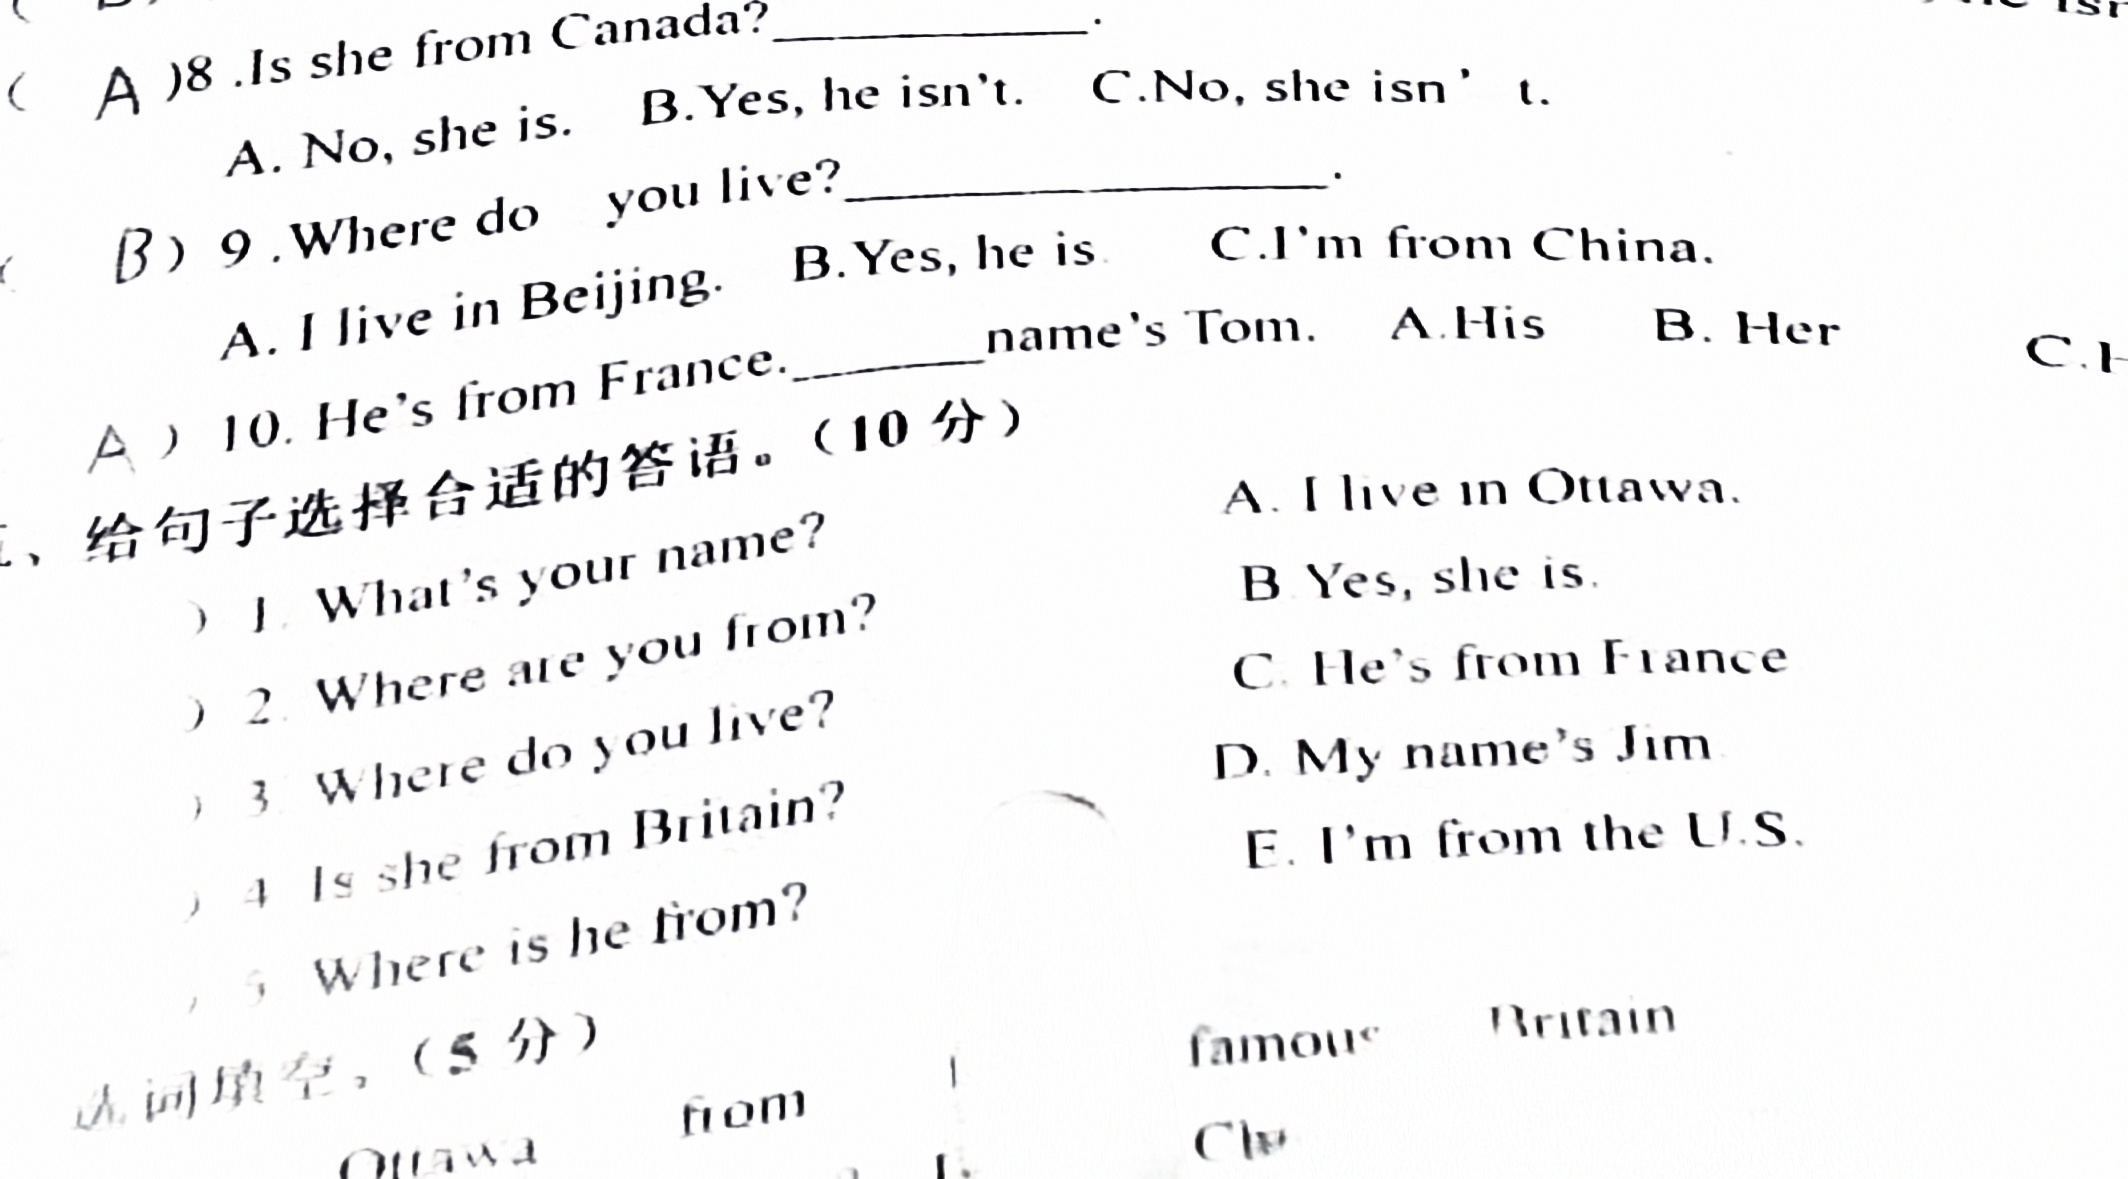 ( A )8 .Is she from Canada?__________.
A. No, she is. B.Yes, he isn't. C.No, she isn’ t.
B ) 9 .Where do you live?__________.
A. I live in Beijing. B.Yes, he is. C.I'm from China.
A ) 10. He's from France.______name's Tom. A.His B. Her C.
、给句子选择合适的答语。(10 分)
) 1. What's your name? A. I live in Ottawa.
) 2. Where are you from? B Yes, she is.
) 3 Where do you live? C. He's from France
) 4 Is she from Britain? D. My name's Jim
) 5 Where is he from? E. I'm from the U.S.
选词填空,(5 分)
Ottawa from famous Britain